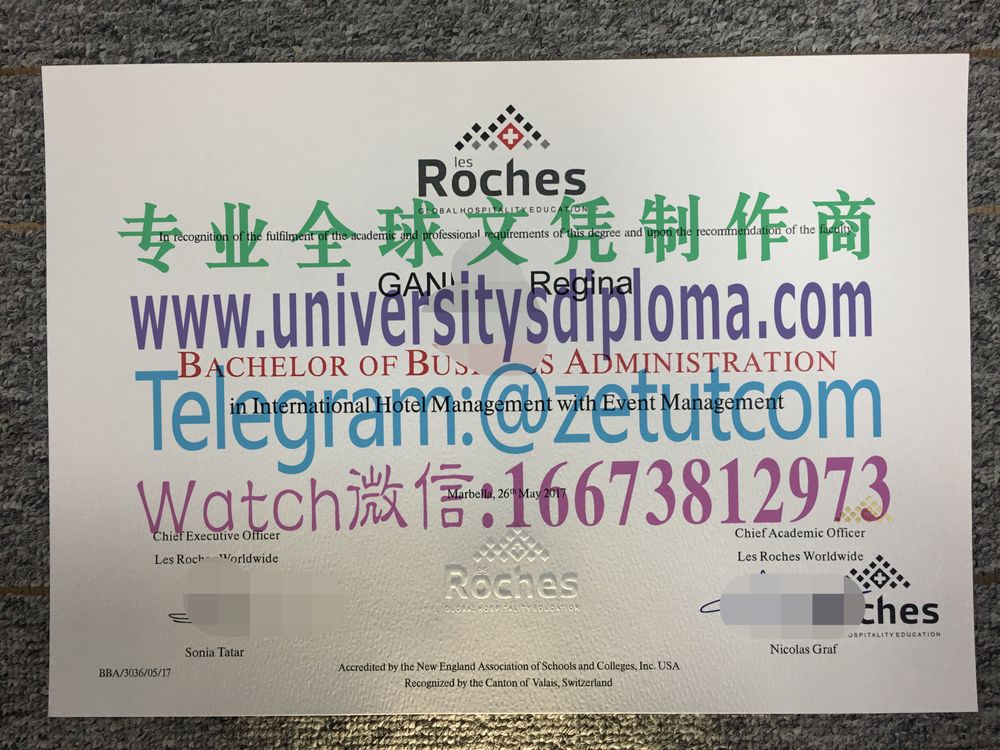 les
Roches
GLOBAL HOSPITALITY EDUCATION
专业全球文凭制作商
In recognition of the fulfilment of the academic and professional requirements of this degree and upon the recommendation of the faculty
Regina
www.universitysdiploma.com
BACHELOR OF BUSINESS ADMINISTRATION
Telegram:@zetutcom
in International Hotel Management with Event Management
Watch微信:16673812973
Marbella, 26th May 2017
Chief Executive Officer
Chief Academic Officer
Les Roches Worldwide
Les Roches Worldwide
les
Roches
GLOBAL HOSPITALITY EDUCATION
Sonia Tatar
Nicolas Graf
BBA/3036/05/17
Accredited by the New England Association of Schools and Colleges, Inc. USA
Recognized by the Canton of Valais, Switzerland